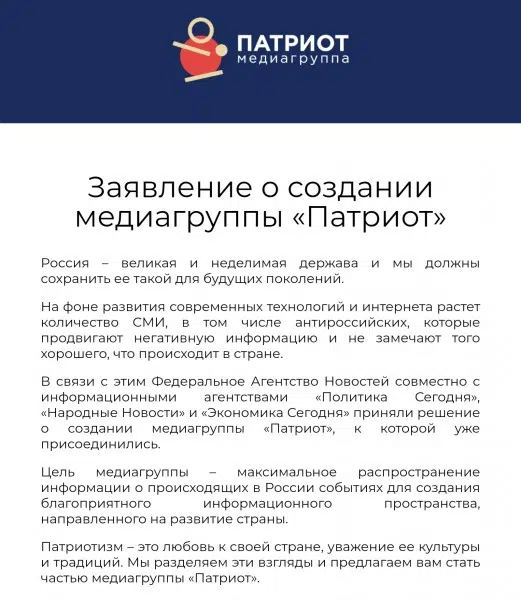 ПАТРИОТ
медиагруппа
Заявление о создании
медиагруппы «Патриот»
Россия – великая и неделимая держава и мы должны
сохранить ее такой для будущих поколений.
На фоне развития современных технологий и интернета растет
количество СМИ, в том числе антироссийских, которые
продвигают негативную информацию и не замечают того
хорошего, что происходит в стране.
В связи с этим Федеральное Агентство Новостей совместно с
информационными агентствами «Политика Сегодня»,
«Народные Новости» и «Экономика Сегодня» приняли решение
о создании медиагруппы «Патриот», к которой уже
присоединились.
Цель медиагруппы – максимальное распространение
информации о происходящих в России событиях для создания
благоприятного информационного пространства,
направленного на развитие страны.
Патриотизм – это любовь к своей стране, уважение ее культуры
и традиций. Мы разделяем эти взгляды и предлагаем вам стать
частью медиагруппы «Патриот».